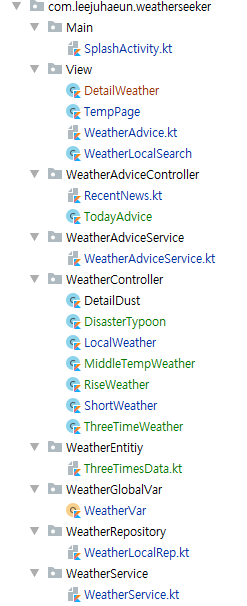 com.leejuhaeun.weatherseeker
Main
SplashActivity.kt
View
DetailWeather
TempPage
WeatherAdvice.kt
WeatherLocalSearch
WeatherAdviceController
RecentNews.kt
TodayAdvice
WeatherAdviceService
WeatherAdviceService.kt
WeatherController
DetailDust
DisasterTypoon
LocalWeather
MiddleTempWeather
RiseWeather
ShortWeather
ThreeTimeWeather
WeatherEntitiy
ThreeTimesData.kt
WeatherGlobalVar
WeatherVar
WeatherRepository
WeatherLocalRep.kt
WeatherService
WeatherService.kt